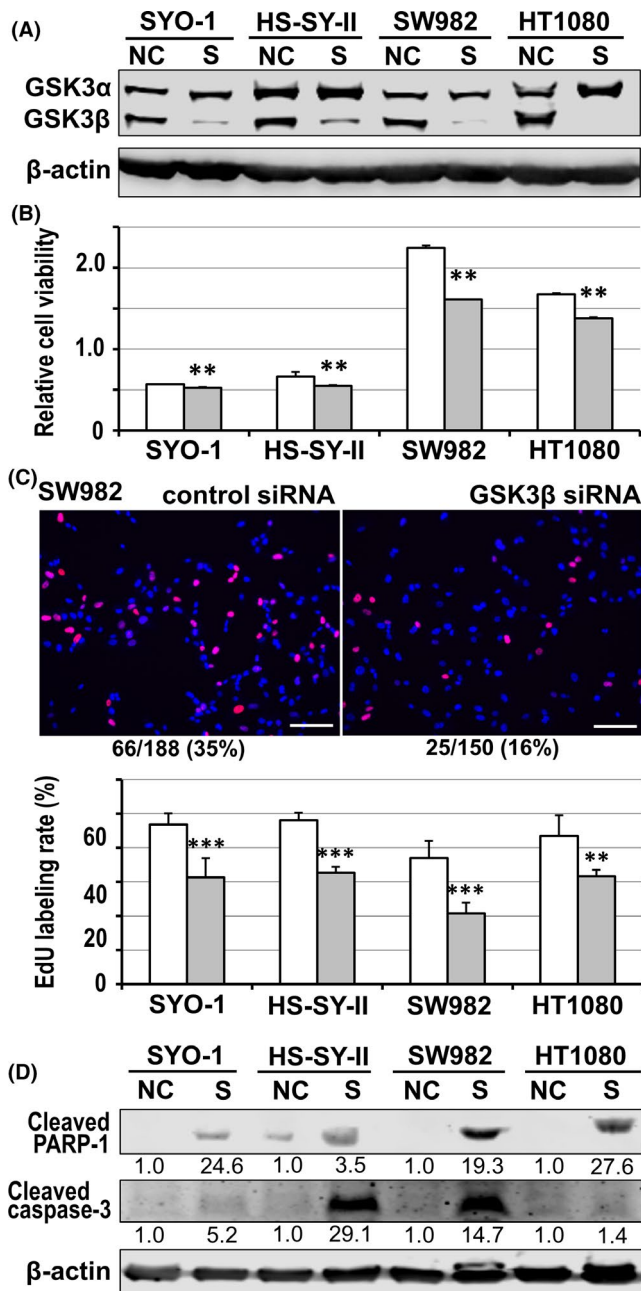 (A)
SYO-1 HS-SY-II SW982 HT1080
NC S NC S NC S NC S
GSK3α
GSK3β
β-actin
(B)
Relative cell viability
2.0
1.0
0
** ** ** **
SYO-1 HS-SY-II SW982 HT1080
(C)
SW982 control siRNA GSK3β siRNA
66/188 (35%) 25/150 (16%)
EdU labeling rate (%)
60
40
20
0
*** *** *** **
SYO-1 HS-SY-II SW982 HT1080
(D)
SYO-1 HS-SY-II SW982 HT1080
NC S NC S NC S NC S
Cleaved
PARP-1
1.0 24.6 1.0 3.5 1.0 19.3 1.0 27.6
Cleaved
caspase-3
1.0 5.2 1.0 29.1 1.0 14.7 1.0 1.4
β-actin